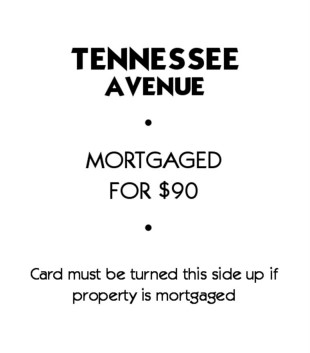 TENNESSEE
AVENUE
•
MORTGAGED
FOR $90
•
Card must be turned this side up if
property is mortgaged